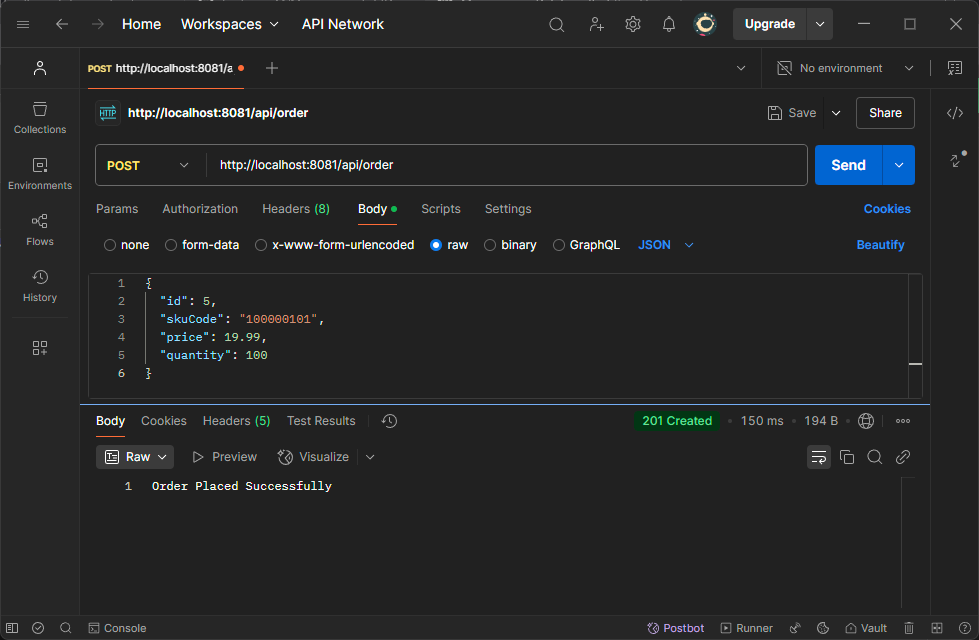 Home Workspaces API Network Upgrade
POST http://localhost:8081/a No environment
HTTP http://localhost:8081/api/order Save Share
Collections
POST http://localhost:8081/api/order Send
Environments
Params Authorization Headers (8) Body Scripts Settings Cookies
Flows
none form-data x-www-form-urlencoded raw binary GraphQL JSON Beautify
History
1 {
2 "id": 5,
3 "skuCode": "100000101",
4 "price": 19.99,
5 "quantity": 100
6 }
Body Cookies Headers (5) Test Results 201 Created 150 ms 194 B
Raw Preview Visualize
1 Order Placed Successfully
Console Postbot Runner Vault